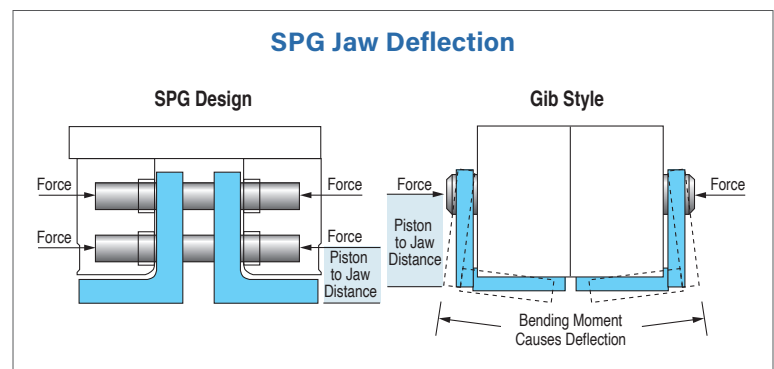 SPG Jaw Deflection
SPG Design
Force
Force
Force
Force
Piston
to Jaw
Distance
Gib Style
Force
Force
Piston
to Jaw
Distance
Bending Moment
Causes Deflection